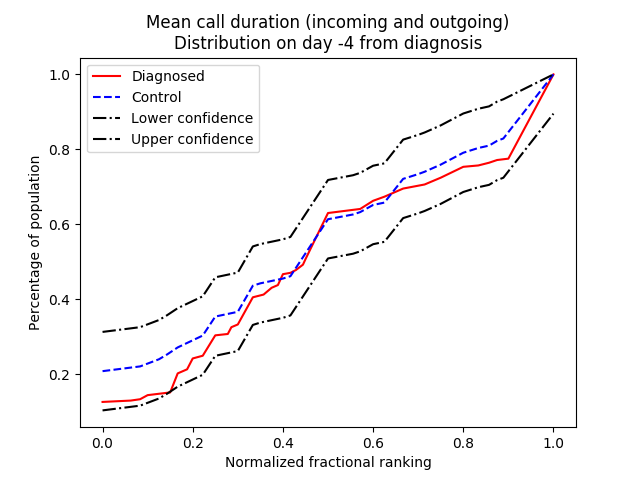 Mean call duration (incoming and outgoing)
Distribution on day -4 from diagnosis
Diagnosed
Control
Lower confidence
Upper confidence
Percentage of population
1.0
0.8
0.6
0.4
0.2
0.0 0.2 0.4 0.6 0.8 1.0
Normalized fractional ranking